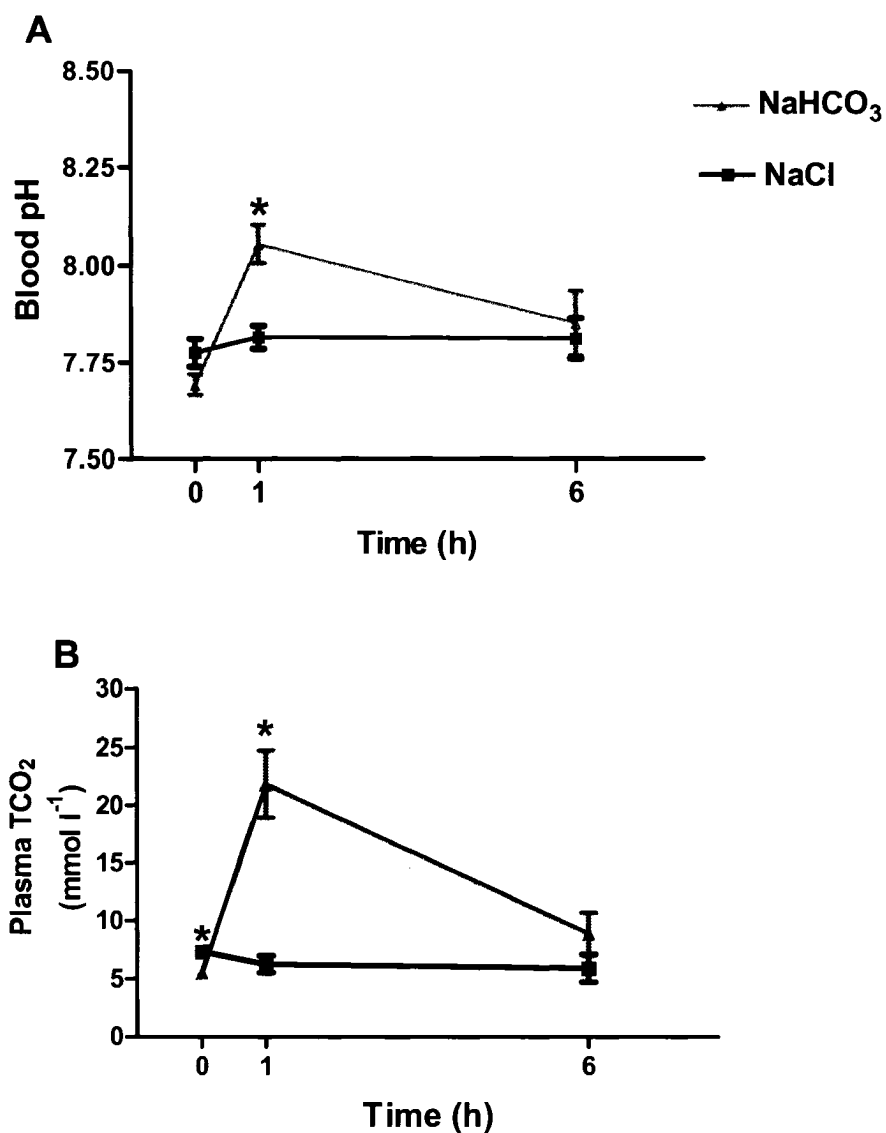 A
8.50
8.25
8.00
7.75
7.50
Blood pH
*
0 1 6
Time (h)
NaHCO₃
NaCl
B
30
25
20
15
10
5
0
Plasma TCO₂
(mmol l⁻¹)
*
*
0 1 6
Time (h)